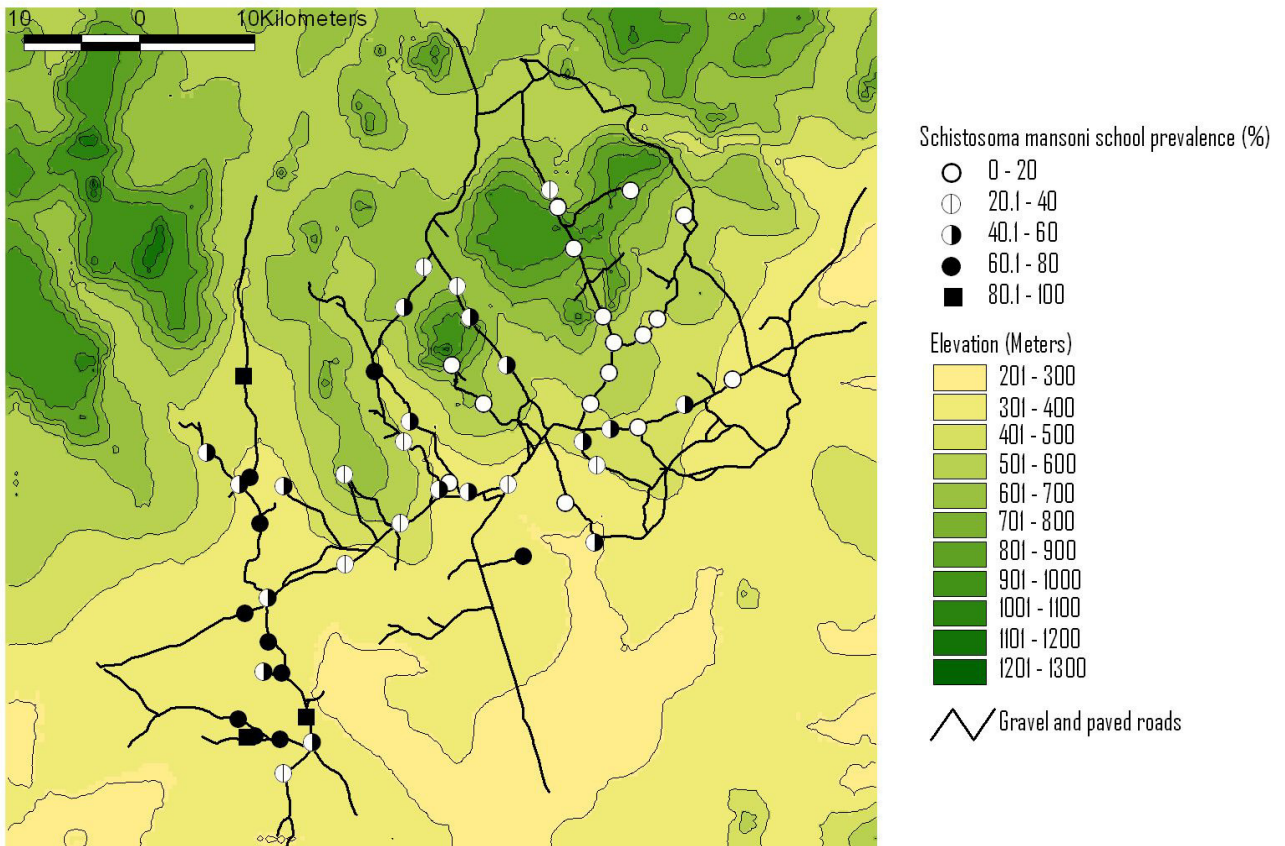 10 0 10Kilometers
Schistosoma mansoni school prevalence (%)
0 - 20
20.1 - 40
40.1 - 60
60.1 - 80
80.1 - 100
Elevation (Meters)
201 - 300
301 - 400
401 - 500
501 - 600
601 - 700
701 - 800
801 - 900
901 - 1000
1001 - 1100
1101 - 1200
1201 - 1300
Gravel and paved roads